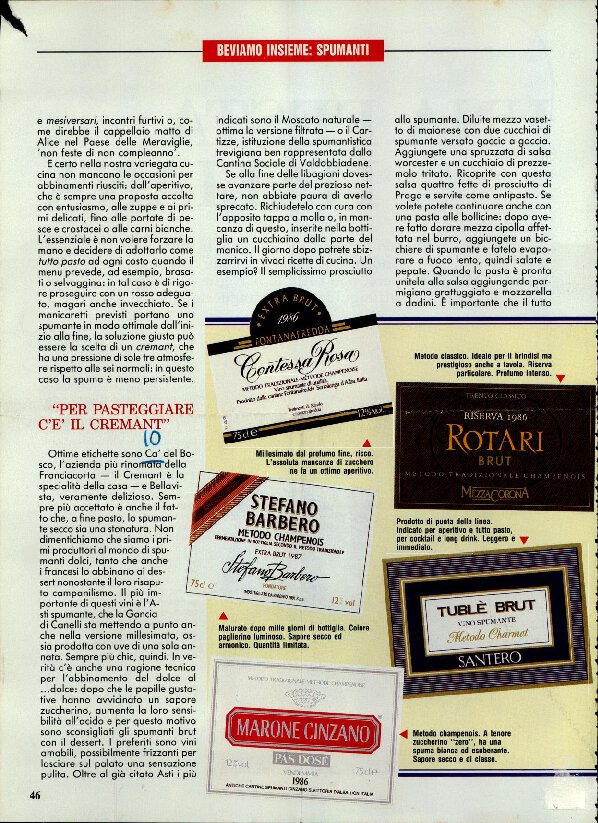 BEVIAMO INSIEME: SPUMANTI
e mesiversari, incontri furtivi o, co-
me direbbe il cappellaio matto di
Alice nel Paese delle Meraviglie,
'non feste di non compleanno'.
E certo nella nostra variegata cu-
cina non mancano le occasioni per
abbinamenti riusciti: dall'aperitivo,
che è sempre una proposta accolta
con entusiasmo, alle zuppe e ai pri-
mi delicati, fino alle portate di pe-
sce e crostacei o alle carni bianche.
L'essenziale è non volere forzare la
mano e decidere di adottarlo come
tutto pasto ad ogni costo quando il
menu prevede, ad esempio, brasa-
ti o selvaggina: in tal caso è di rigo-
re proseguire con un rosso adegua-
to, magari anche invecchiato. Se i
manicaretti previsti portano uno
spumante in modo ottimale dall'ini-
zio alla fine, la soluzione giusta può
essere la scelta di un cremant, che
ha una pressione di sole tre atmosfe-
re rispetto alle sei normali: in questo
caso la spuma è meno persistente.
"PER PASTEGGIARE
C'E' IL CREMANT"
10
Ottime etichette sono Ca' del Bo-
sco, l'azienda più rinomata della
Franciacorta — il Cremant è la
specialità della casa — e Bellavi-
sta, veramente delizioso. Sem-
pre più accettato è anche il fat-
to che, a fine pasto, lo spuman-
te secco sia una stonatura. Non
dimentichiamo che siamo i pri-
mi produttori al mondo di spu-
manti dolci, tanto che anche
i francesi lo abbinano ai des-
sert nonostante il loro risapu-
to campanilismo. Il più im-
portante di questi vini è l'A-
sti spumante, che la Gancia
di Canelli sta mettendo a punto an-
che nella versione millesimata, os-
sia prodotta con uve di una sola an-
nata. Sempre più chic, quindi. In ve-
rità c'è anche una ragione tecnica
per l'abbinamento del dolce al
...dolce: dopo che le papille gusta-
tive hanno avvicinato un sapore
zuccherino, aumenta la loro sensi-
bilità all'acido e per questo motivo
sono sconsigliati gli spumanti brut
con il dessert. I preferiti sono vini
amabili, possibilmente frizzanti per
lasciare sul palato una sensazione
pulita. Oltre al già citato Asti i più
46
indicati sono il Moscato naturale —
ottima la versione filtrata — o il Car-
tizze, istituzione della spumantistica
trevigiana ben rappresentata dalla
Cantina Sociale di Valdobbiadene.
Se alla fine delle libagioni doves-
se avanzare parte del prezioso net-
tare, non abbiate paura di averlo
sprecato. Richiudetelo con cura con
l'apposito tappo a molla o, in man-
canza di questo, inserite nella botti-
glia un cucchiaino dalla parte del
manico. Il giorno dopo potrete sbiz-
zarrirvi in vivaci ricette di cucina. Un
esempio? Il semplicissimo prosciutto
allo spumante. Diluite mezzo vaset-
to di maionese con due cucchiai di
spumante versato goccia a goccia.
Aggiungete una spruzzata di salsa
worcester e un cucchiaio di prezze-
molo tritato. Ricoprite con questa
salsa quattro fette di prosciutto di
Praga e servite come antipasto. Se
volete potete continuare anche con
una pasta alle bollicine: dopo ave-
re fatto dorare mezza cipolla affet-
tata nel burro, aggiungete un bic-
chiere di spumante e fatelo evapo-
rare a fuoco lento, quindi salate e
pepate. Quando la pasta è pronta
unitela alla salsa aggiungendo par-
migiano grattuggiato e mozzarella
a dadini. È importante che il tutto
EXTRA BRUT
1986
FONTANAFREDDA
Contessa Rosa
METODO TRADIZIONALE-METODE CHAMPENOISE
Vino spumante di qualità
75cl e
12% vol
Millesimato dal profumo fine, ricco.
L'assoluta mancanza di zucchero
ne fa un ottimo aperitivo.
Metodo classico. Ideale per il brindisi ma
prestigioso anche a tavola. Riserva
particolare. Profumo intenso.
TRENTO CLASSICO
RISERVA 1986
ROTARI
BRUT
METODO TRADIZIONALE CHAMPENOIS
MEZZACORONA
STEFANO
BARBERO
METODO CHAMPENOIS
EXTRA BRUT 1987
Stefano Barbero
75cl e
12% vol
Maturato dopo mille giorni di bottiglia. Colore
paglierino luminoso. Sapore secco ed
armonico. Quantità limitata.
Prodotto di punta della linea.
Indicato per aperitivo e tutto pasto,
per cocktail e long drink. Leggero e
immediato.
TUBLÈ BRUT
VINO SPUMANTE
Metodo Charmat
SANTERO
METODO TRADIZIONALE METODE CHAMPENOISE
MARONE CINZANO
PAS DOSÉ
12% vol
VENDEMMIA
1986
75cl e
Metodo champenois. A tenore
zuccherino "zero", ha una
spuma bianca ed esuberante.
Sapore secco e di classe.